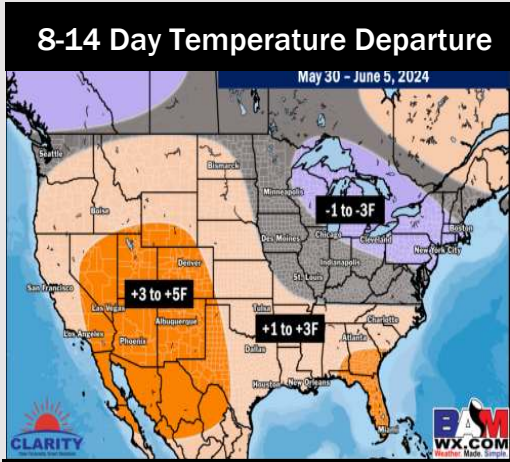 8-14 Day Temperature Departure
May 30 – June 5, 2024
Seattle
Bismarck
Minneapolis
-1 to -3F
Boise
Boston
Chicago
Cleveland
Des Moines
New York City
Indianapolis
Denver
St. Louis
San Francisco
+3 to +5F
Las Vegas
Tulsa
Albuquerque
Charlotte
+1 to +3F
Los Angeles
Atlanta
Phoenix
Dallas
Houston
New Orleans
Miami
CLARITY
BAM
WX.COM
Weather Made. Simple.